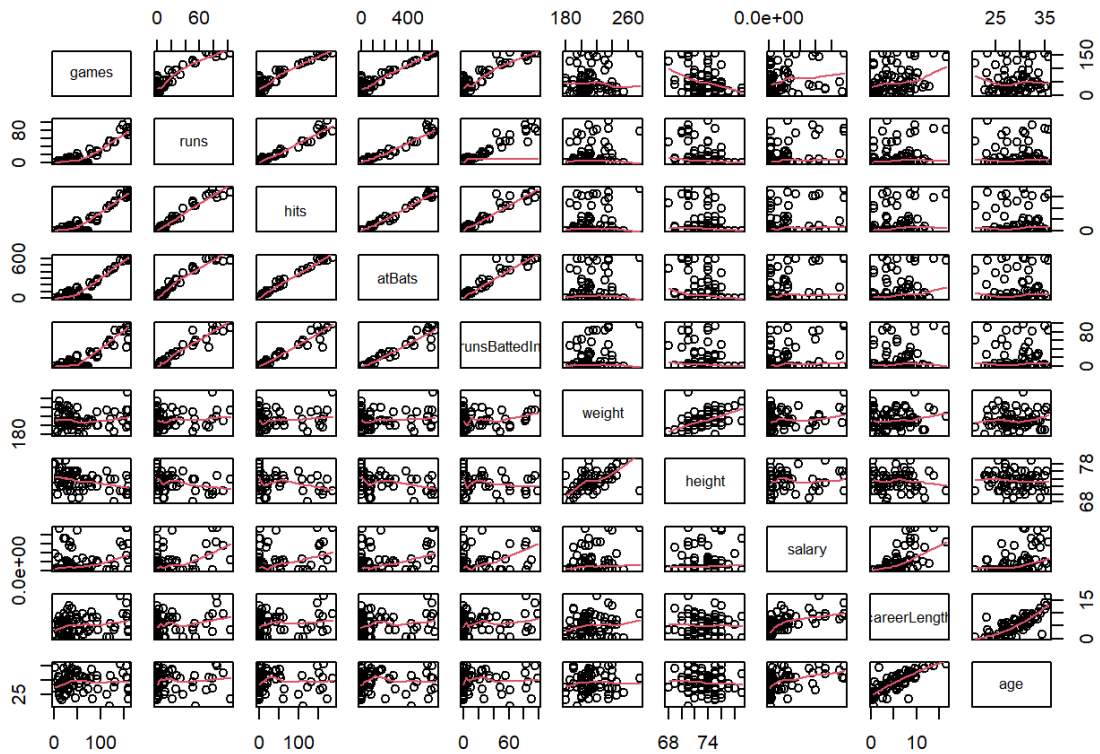 0 20 60 0 400 180 260 0.0e+00 25 35
games 0 150
0 80 runs
hits 0
0 600 atBats
runsBattedIn 0 80
180 weight
height 68 78
0.0e+00 salary
careerLength 0 15
25 age
0 100 0 100 0 60 68 74 0 10